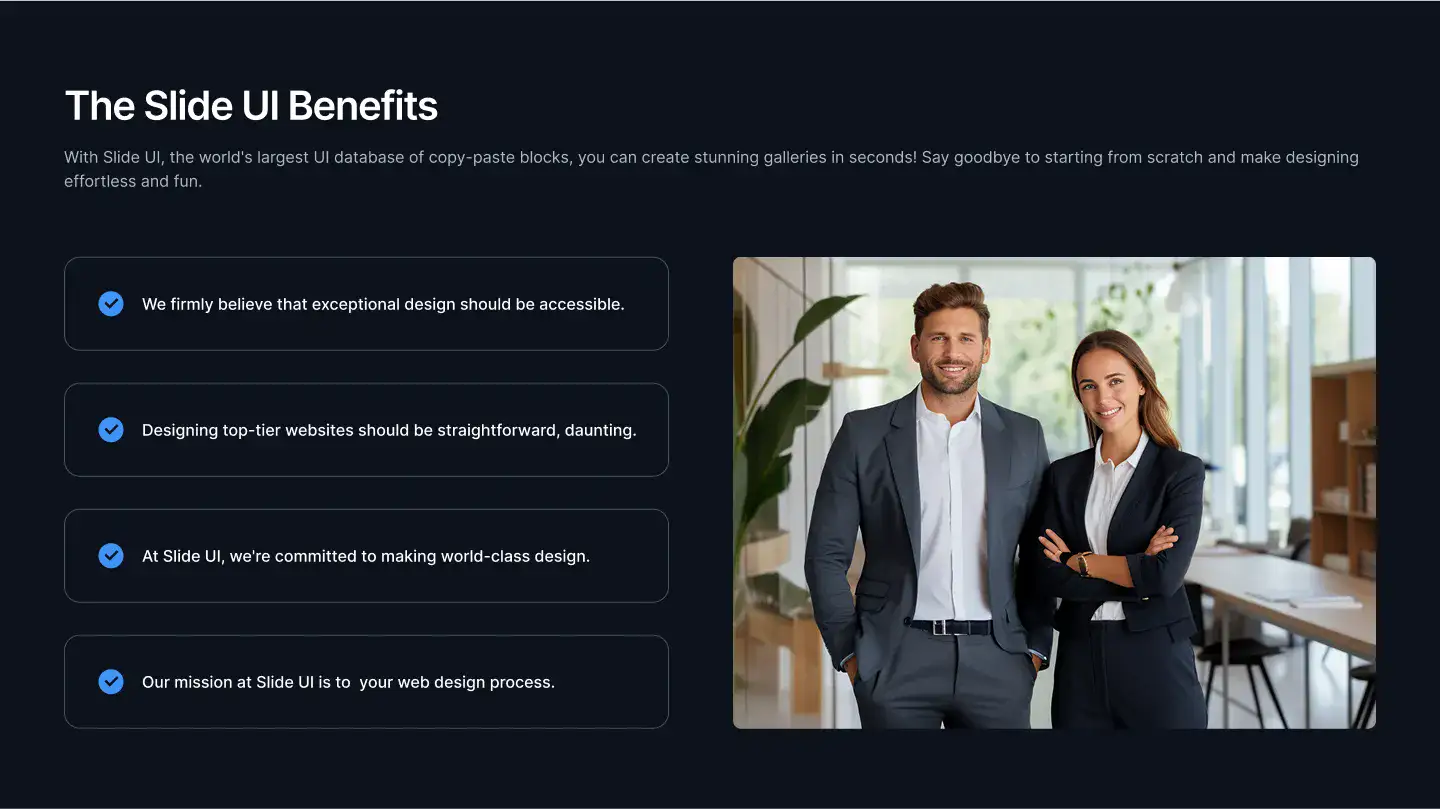 The Slide UI Benefits
With Slide UI, the world's largest UI database of copy-paste blocks, you can create stunning galleries in seconds! Say goodbye to starting from scratch and make designing
effortless and fun.
We firmly believe that exceptional design should be accessible.
Designing top-tier websites should be straightforward, daunting.
At Slide UI, we're committed to making world-class design.
Our mission at Slide UI is to  your web design process.